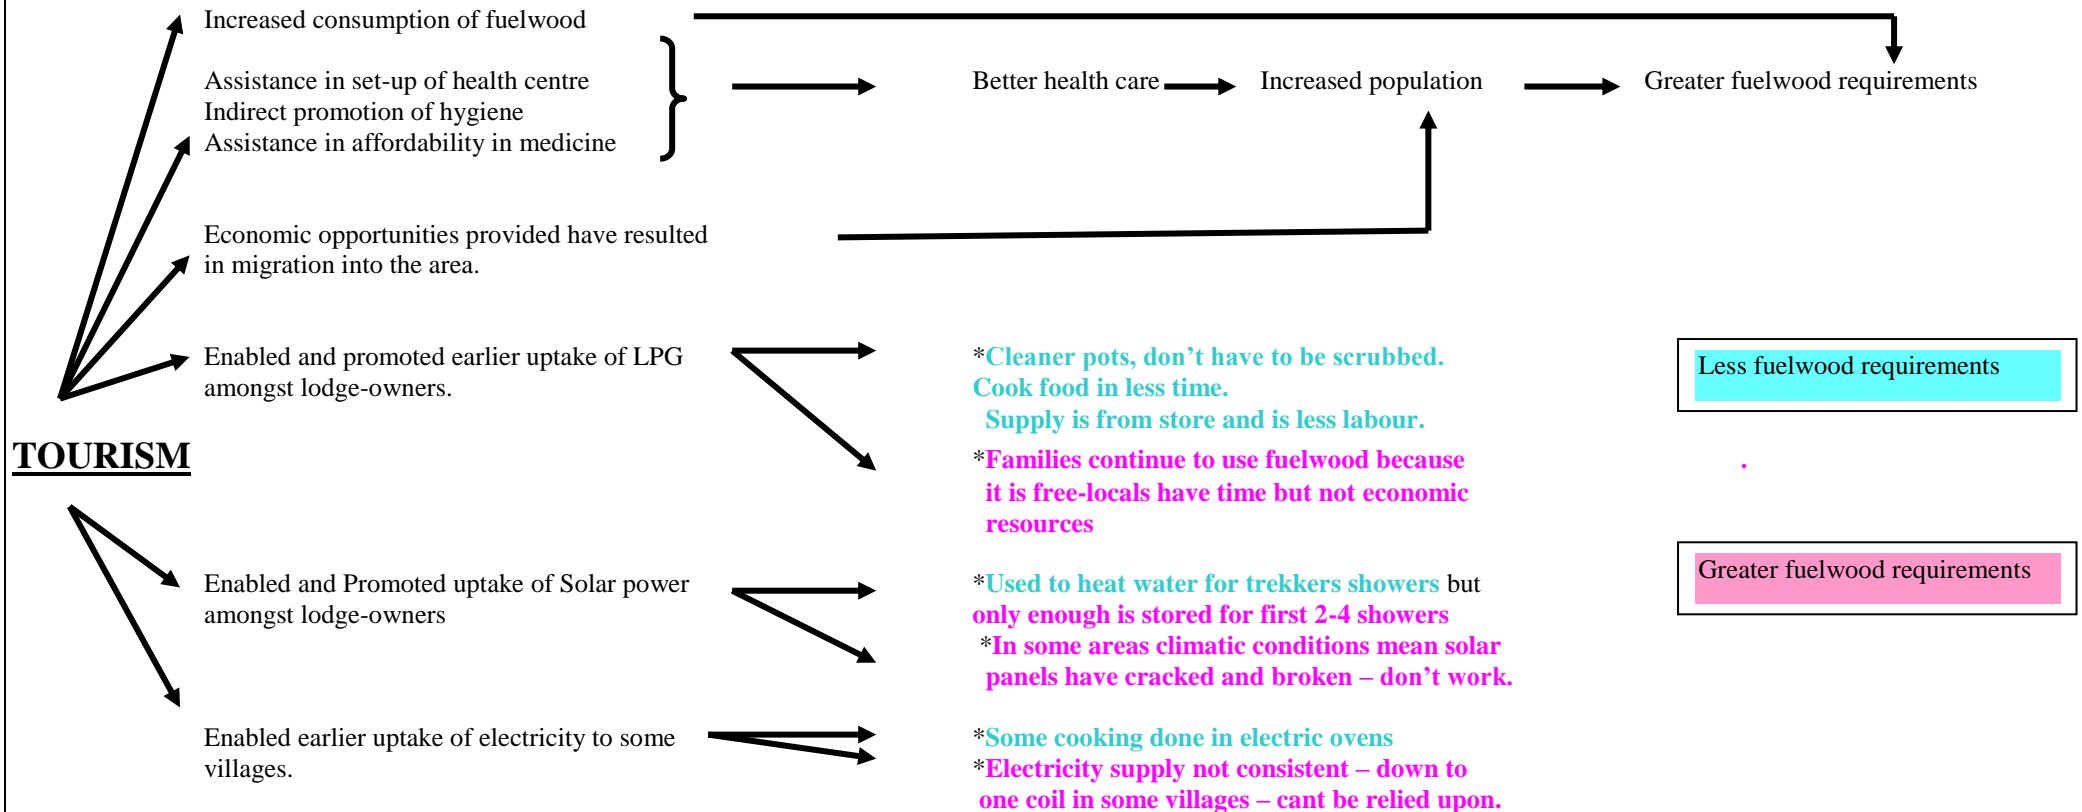 Increased consumption of fuelwood
Assistance in set-up of health centre
Indirect promotion of hygiene
Assistance in affordability in medicine
Better health care
Increased population
Greater fuelwood requirements
Economic opportunities provided have resulted
in migration into the area.
Enabled and promoted earlier uptake of LPG
amongst lodge-owners.
*Cleaner pots, don’t have to be scrubbed.
Cook food in less time.
Supply is from store and is less labour.
Less fuelwood requirements
TOURISM
*Families continue to use fuelwood because
it is free-locals have time but not economic
resources
.
Enabled and Promoted uptake of Solar power
amongst lodge-owners
*Used to heat water for trekkers showers but
only enough is stored for first 2-4 showers
*In some areas climatic conditions mean solar
panels have cracked and broken – don’t work.
Greater fuelwood requirements
Enabled earlier uptake of electricity to some
villages.
*Some cooking done in electric ovens
*Electricity supply not consistent – down to
one coil in some villages – cant be relied upon.